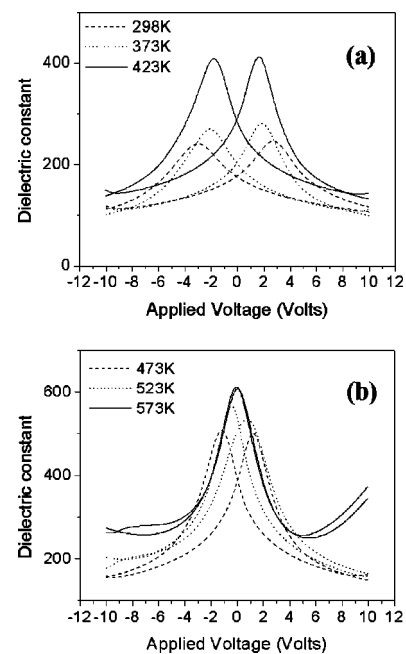 298K
373K
423K
(a)
400
200
0
Dielectric constant
-12 -10 -8 -6 -4 -2 0 2 4 6 8 10 12
Applied Voltage (Volts)
473K
523K
573K
(b)
600
400
200
Dielectric constant
-12 -10 -8 -6 -4 -2 0 2 4 6 8 10 12
Applied Voltage (Volts)